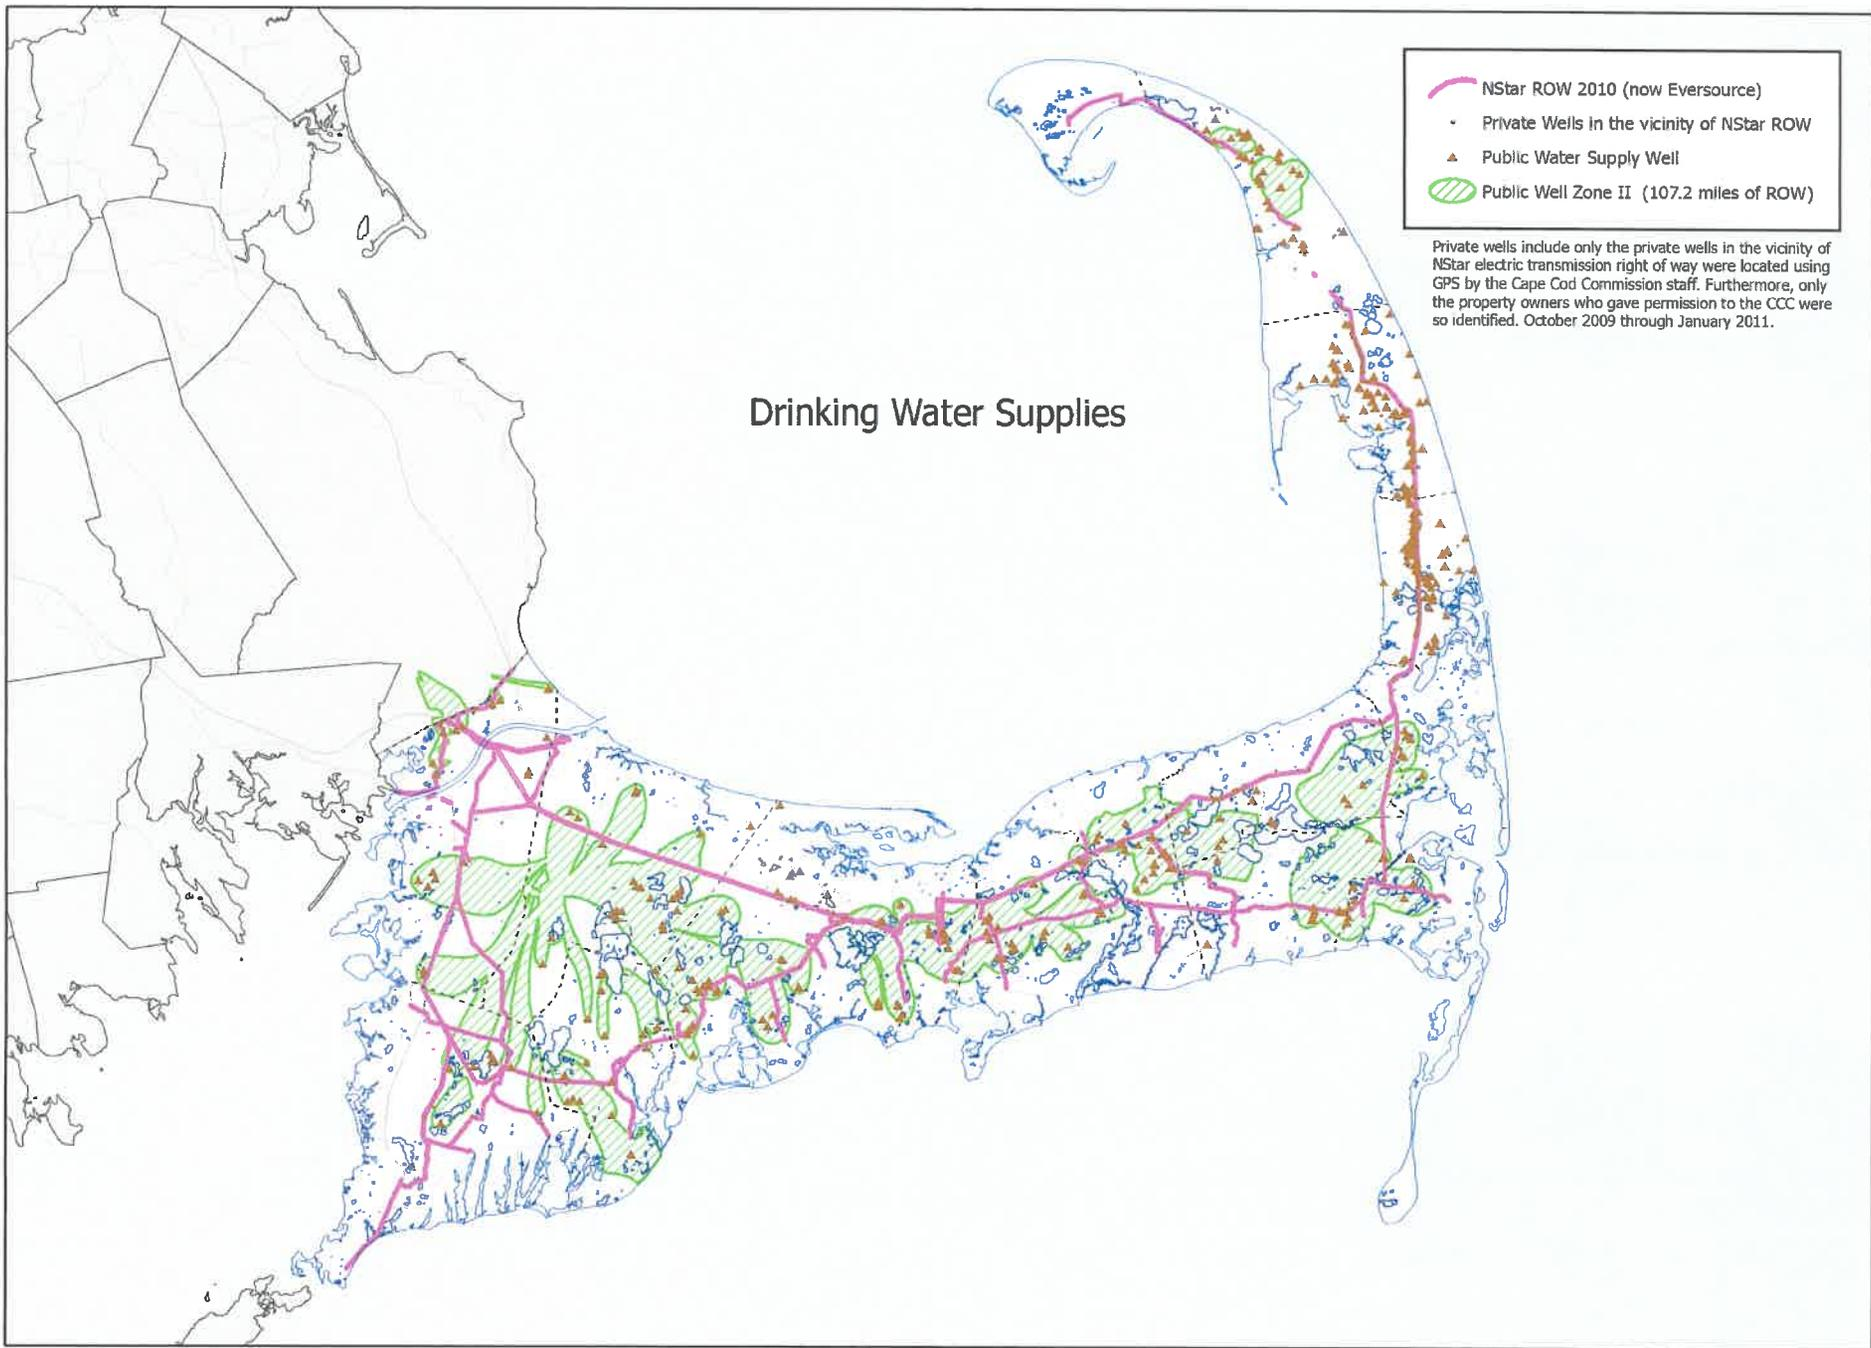 NStar ROW 2010 (now Eversource)
Private Wells in the vicinity of NStar ROW
Public Water Supply Well
Public Well Zone II (107.2 miles of ROW)
Private wells include only the private wells in the vicinity of
NStar electric transmission right of way were located using
GPS by the Cape Cod Commission staff. Furthermore, only
the property owners who gave permission to the CCC were
so identified. October 2009 through January 2011.
Drinking Water Supplies